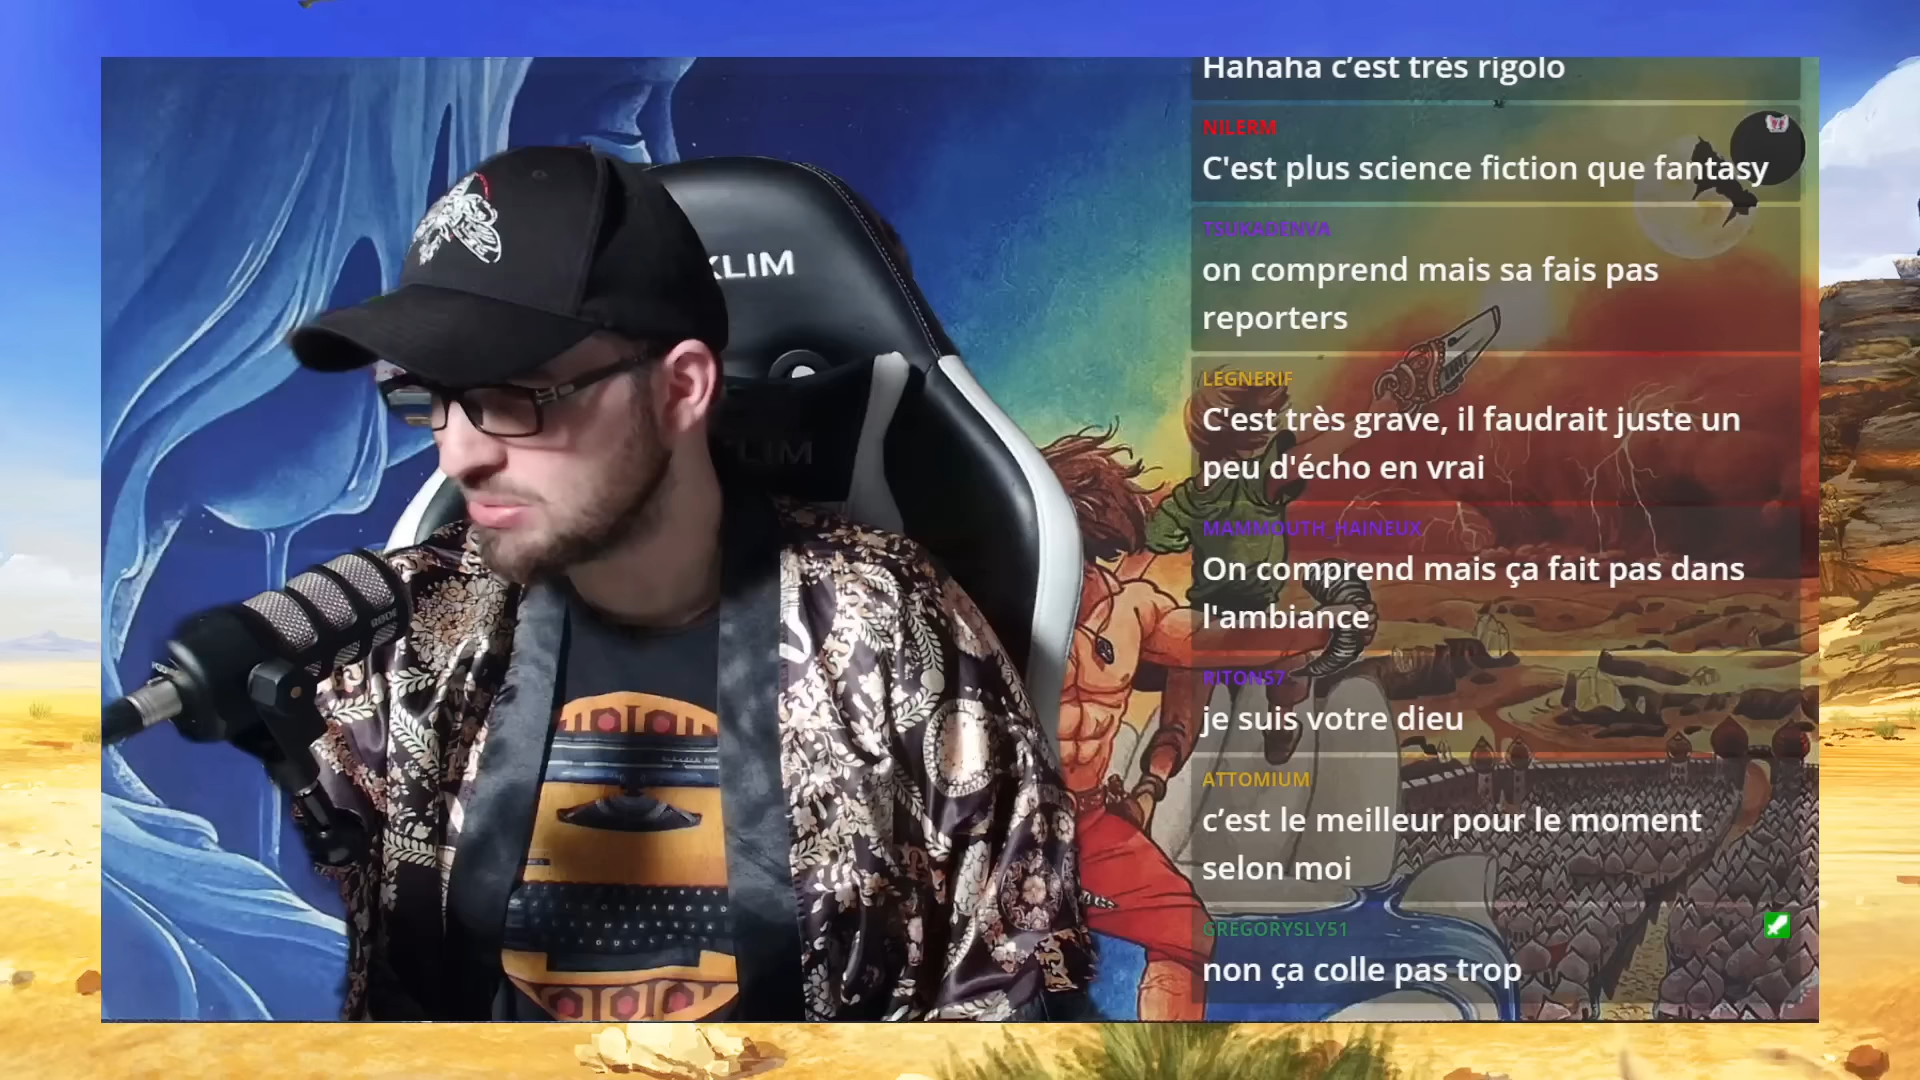 Hahaha c’est très rigolo
NILERM
C'est plus science fiction que fantasy
TSUKADENVA
on comprend mais sa fais pas
reporters
LEGNERIF
C'est très grave, il faudrait juste un
peu d'écho en vrai
MAMMOUTH_HAINEUX
On comprend mais ça fait pas dans
l'ambiance
RITON57
je suis votre dieu
ATTOMIUM
c’est le meilleur pour le moment
selon moi
GREGORYSLY51
non ça colle pas trop
KLIM
KLIM
RØDE